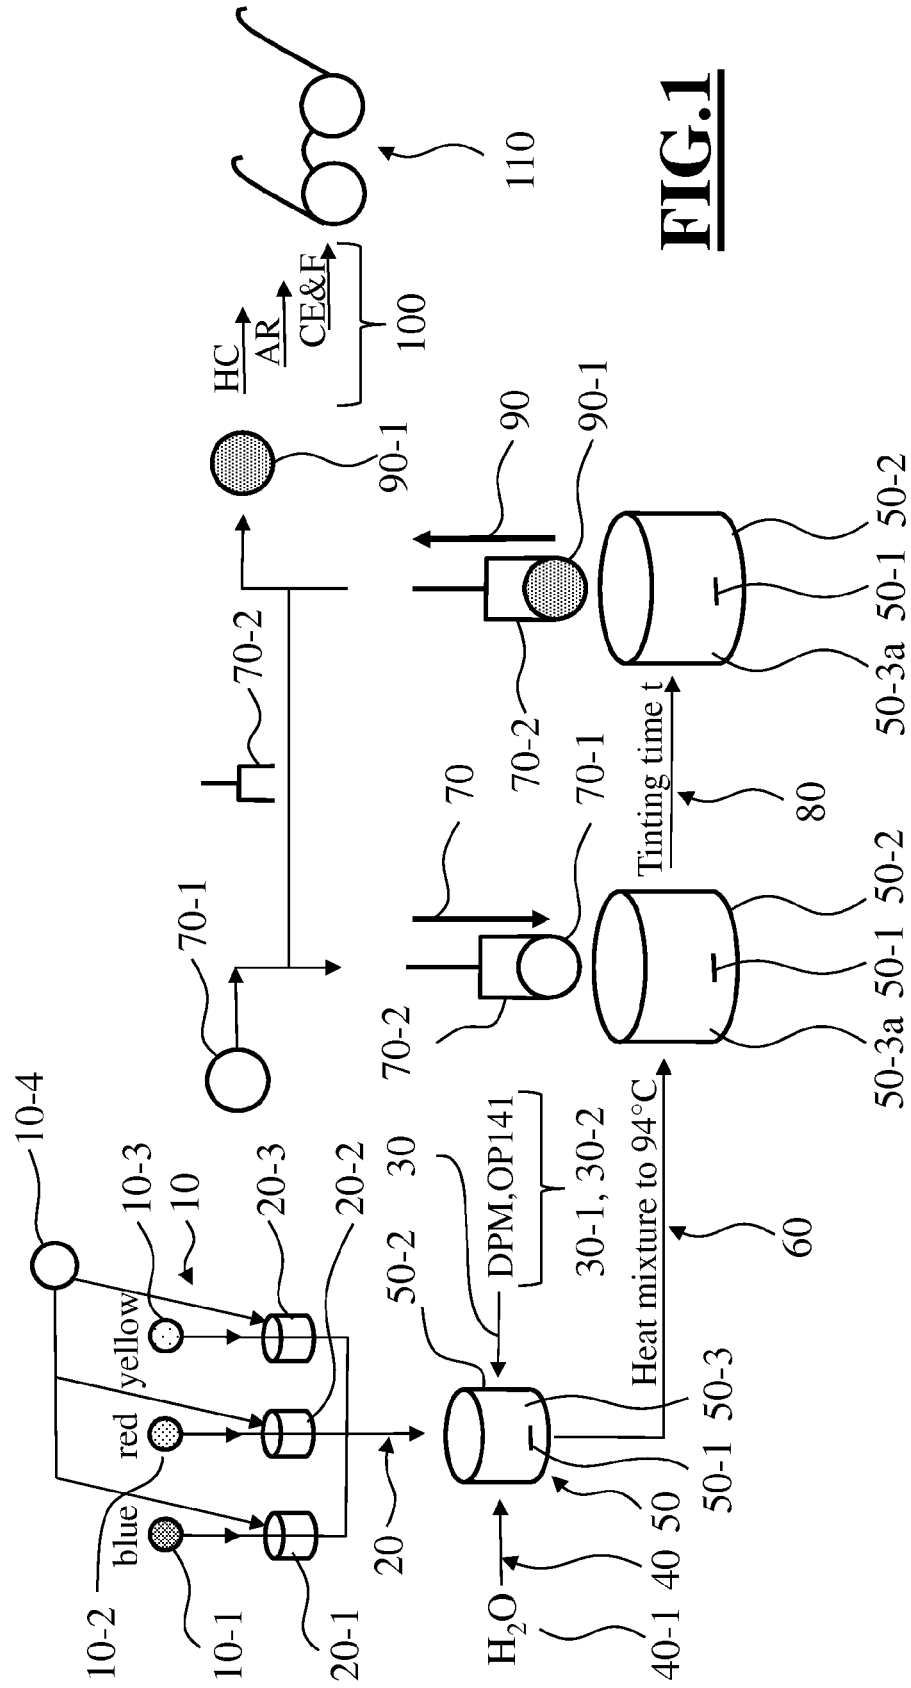 10-4
10-3
10
20-3
20-2
yellow
red
blue
10-2
10-1
20-1
20
30
DPM,OP141
30-1, 30-2
50-2
H2O
40-1
40
50
50-1
50-3
Heat mixture to 94°C
60
70-1
70-2
70
70-2
70-1
50-3a
50-1
50-2
Tinting time t
80
90
70-2
90-1
50-3a
50-1
50-2
90-1
HC
AR
CE&F
100
110
FIG.1